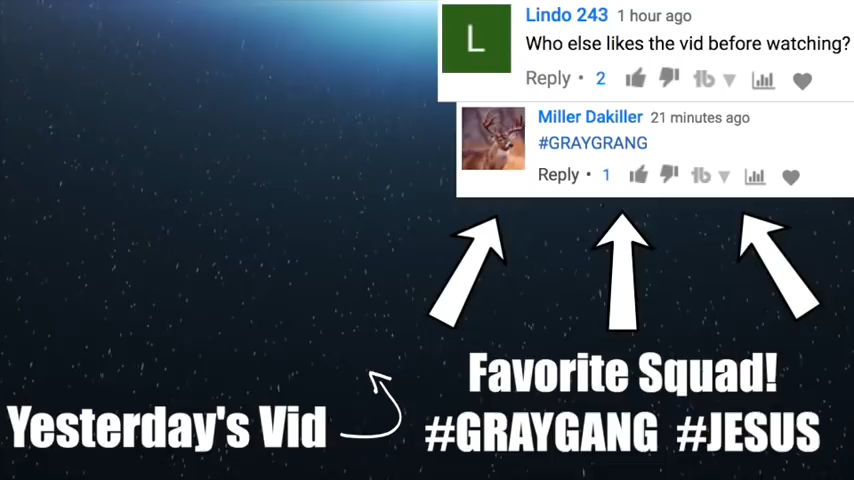 L
Lindo 243 1 hour ago
Who else likes the vid before watching?
Reply • 2
Miller Dakiller 21 minutes ago
#GRAYGRANG
Reply • 1
Favorite Squad!
Yesterday's Vid
#GRAYGANG #JESUS